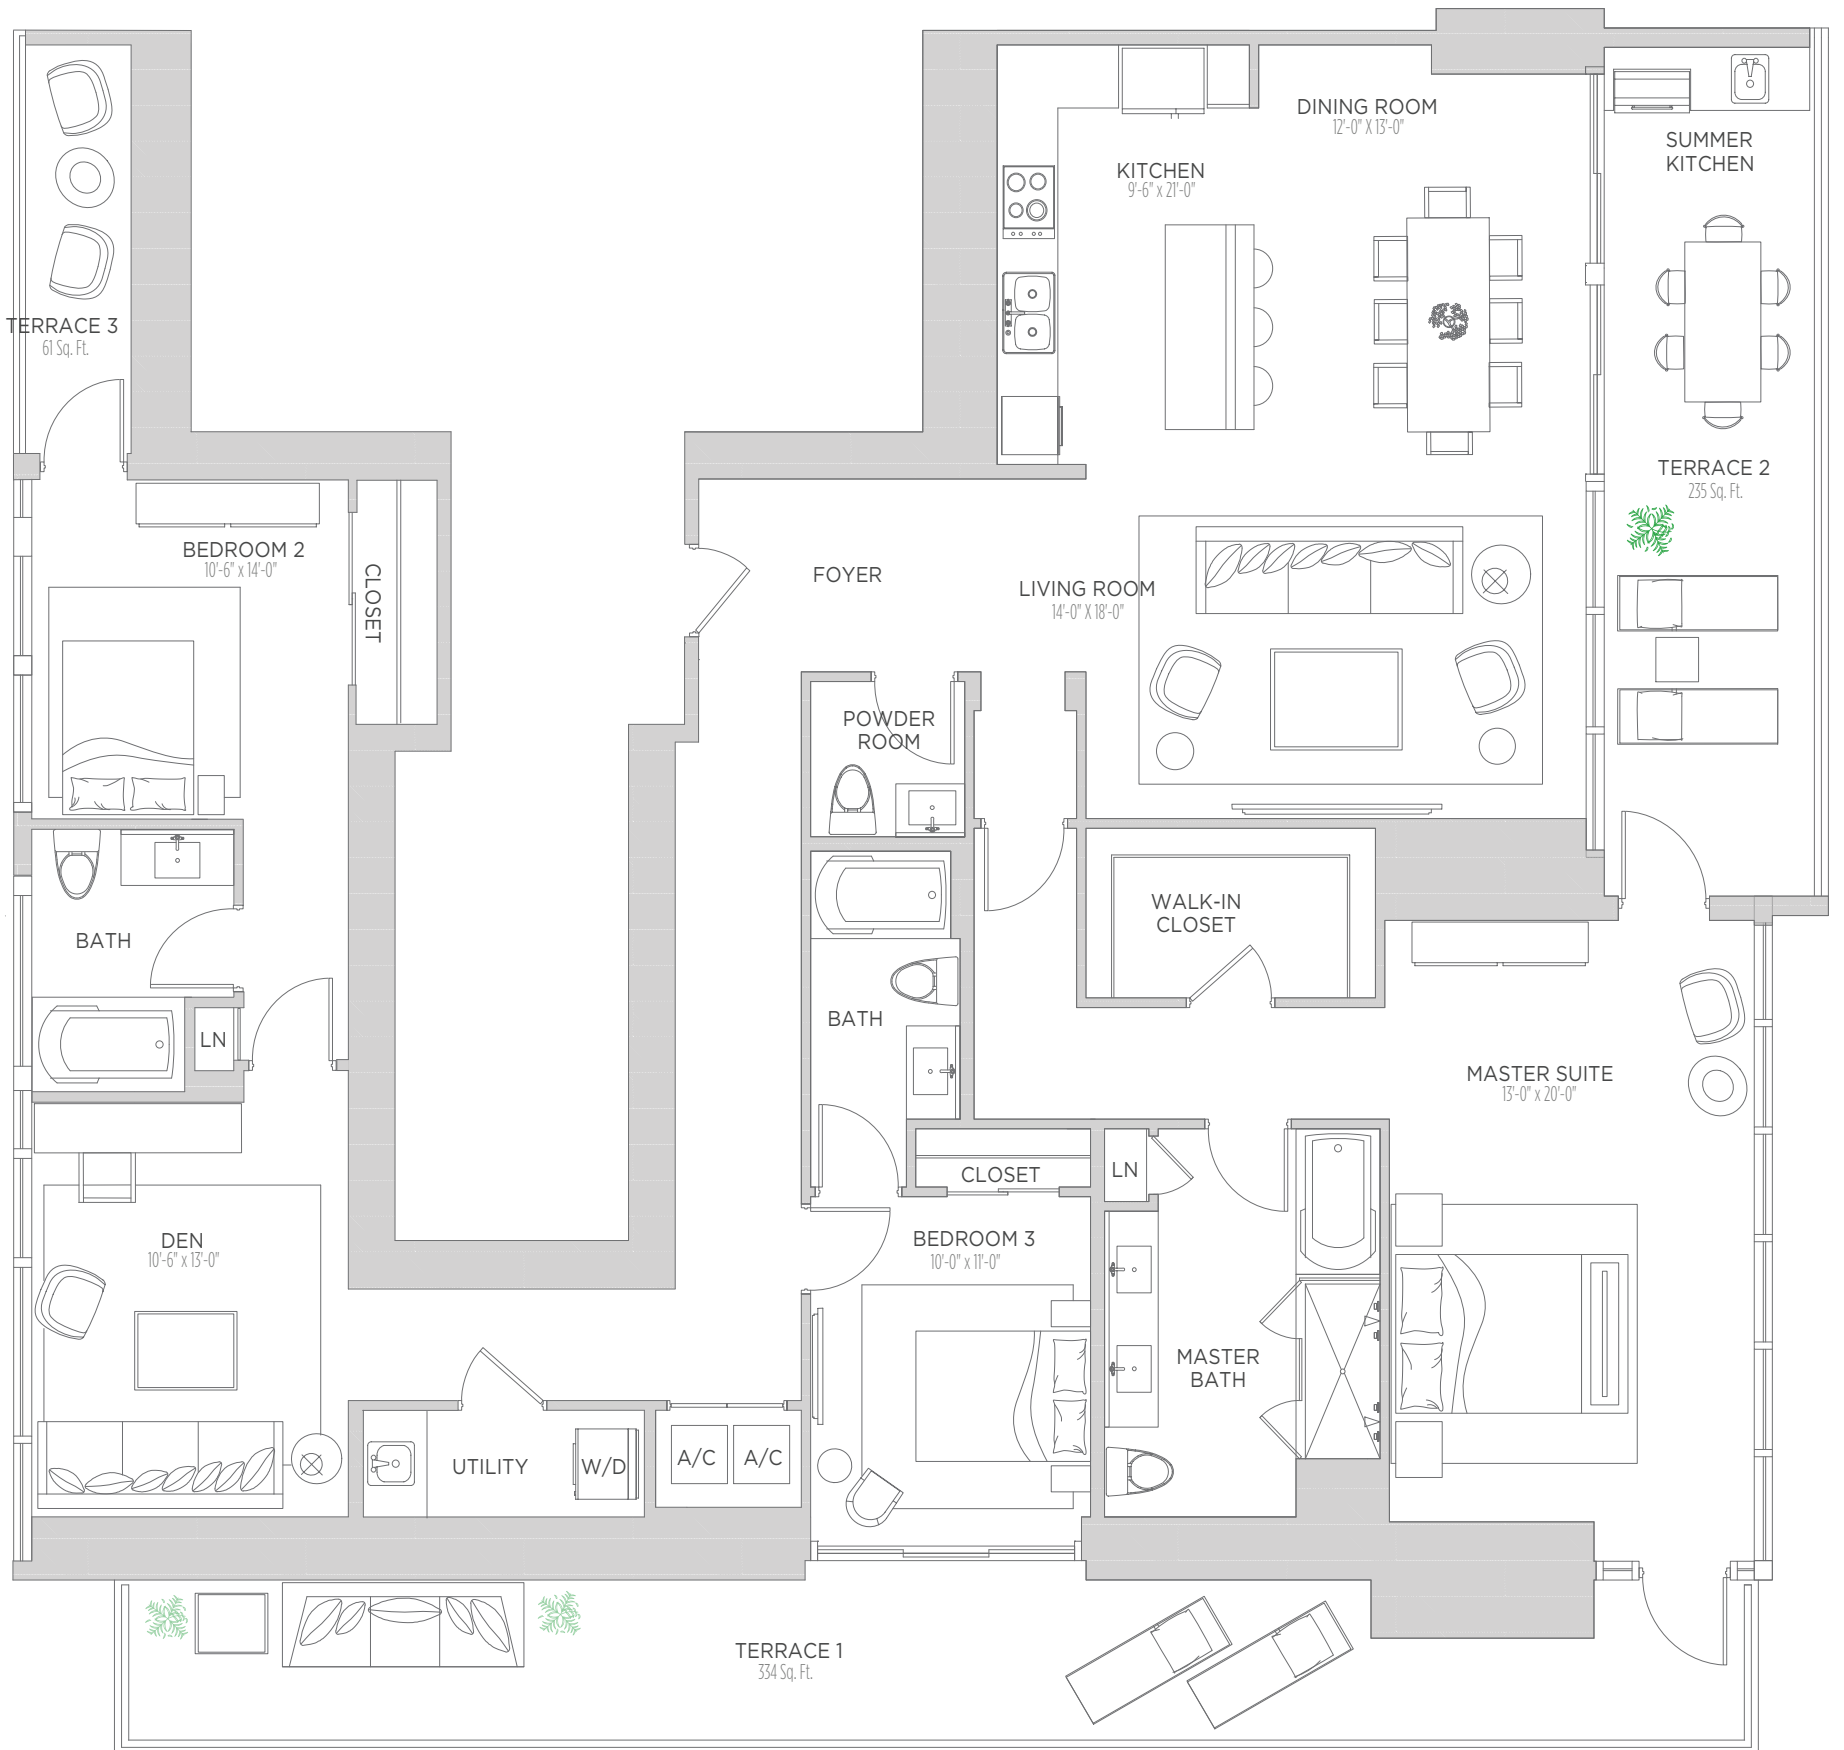 DINING ROOM
12'-0" X 13'-0"
SUMMER
KITCHEN
KITCHEN
9'-6" x 21'-0"
TERRACE 3
61 Sq. Ft.
TERRACE 2
235 Sq. Ft.
BEDROOM 2
10'-6" x 14'-0"
CLOSET
FOYER
LIVING ROOM
14'-0" X 18'-0"
POWDER
ROOM
WALK-IN
CLOSET
BATH
LN
BATH
MASTER SUITE
13'-0" x 20'-0"
LN
CLOSET
DEN
10'-6" x 13'-0"
BEDROOM 3
10'-0" x 11'-0"
MASTER
BATH
UTILITY
W/D
A/C
A/C
TERRACE 1
334 Sq. Ft.